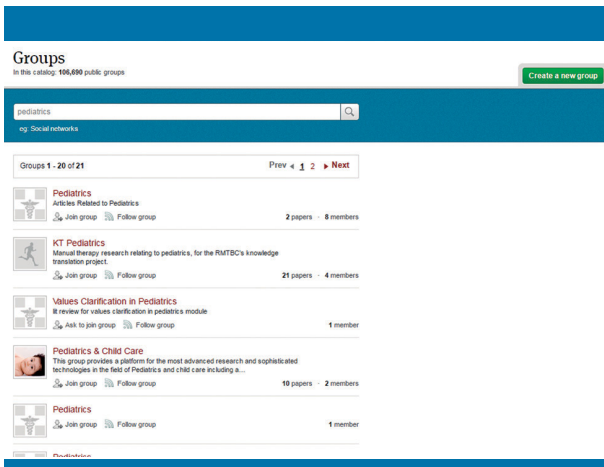 Groups
In this catalog: 106,690 public groups
Create a new group
pediatrics
eg: Social networks
Groups 1 - 20 of 21 Prev 1 2 Next
Pediatrics
Articles Related to Pediatrics
Join group Follow group 2 papers · 8 members
KT Pediatrics
Manual therapy research relating to pediatrics, for the RMTBC's knowledge
translation project.
Join group Follow group 21 papers · 4 members
Values Clarification in Pediatrics
lit review for values clarification in pediatrics module
Ask to join group Follow group 1 member
Pediatrics & Child Care
This group provides a platform for the most advanced research and sophisticated
technologies in the field of Pediatrics and child care including a...
Join group Follow group 10 papers · 2 members
Pediatrics
Join group Follow group 1 member
Pediatrics